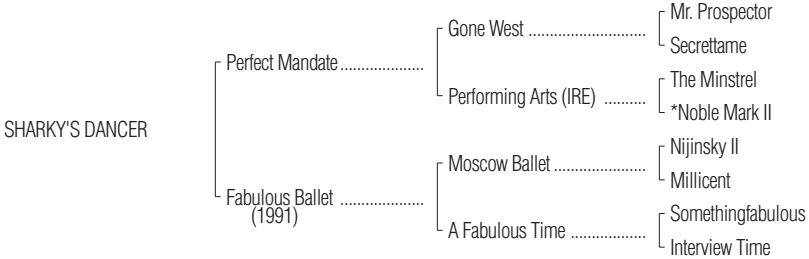 Mr. Prospector
Gone West ............................
Secrettame
Perfect Mandate....................
The Minstrel
Performing Arts (IRE) ..........
*Noble Mark II
SHARKY'S DANCER
Nijinsky II
Moscow Ballet ......................
Millicent
Fabulous Ballet ....................
(1991)
Somethingfabulous
A Fabulous Time ..................
Interview Time